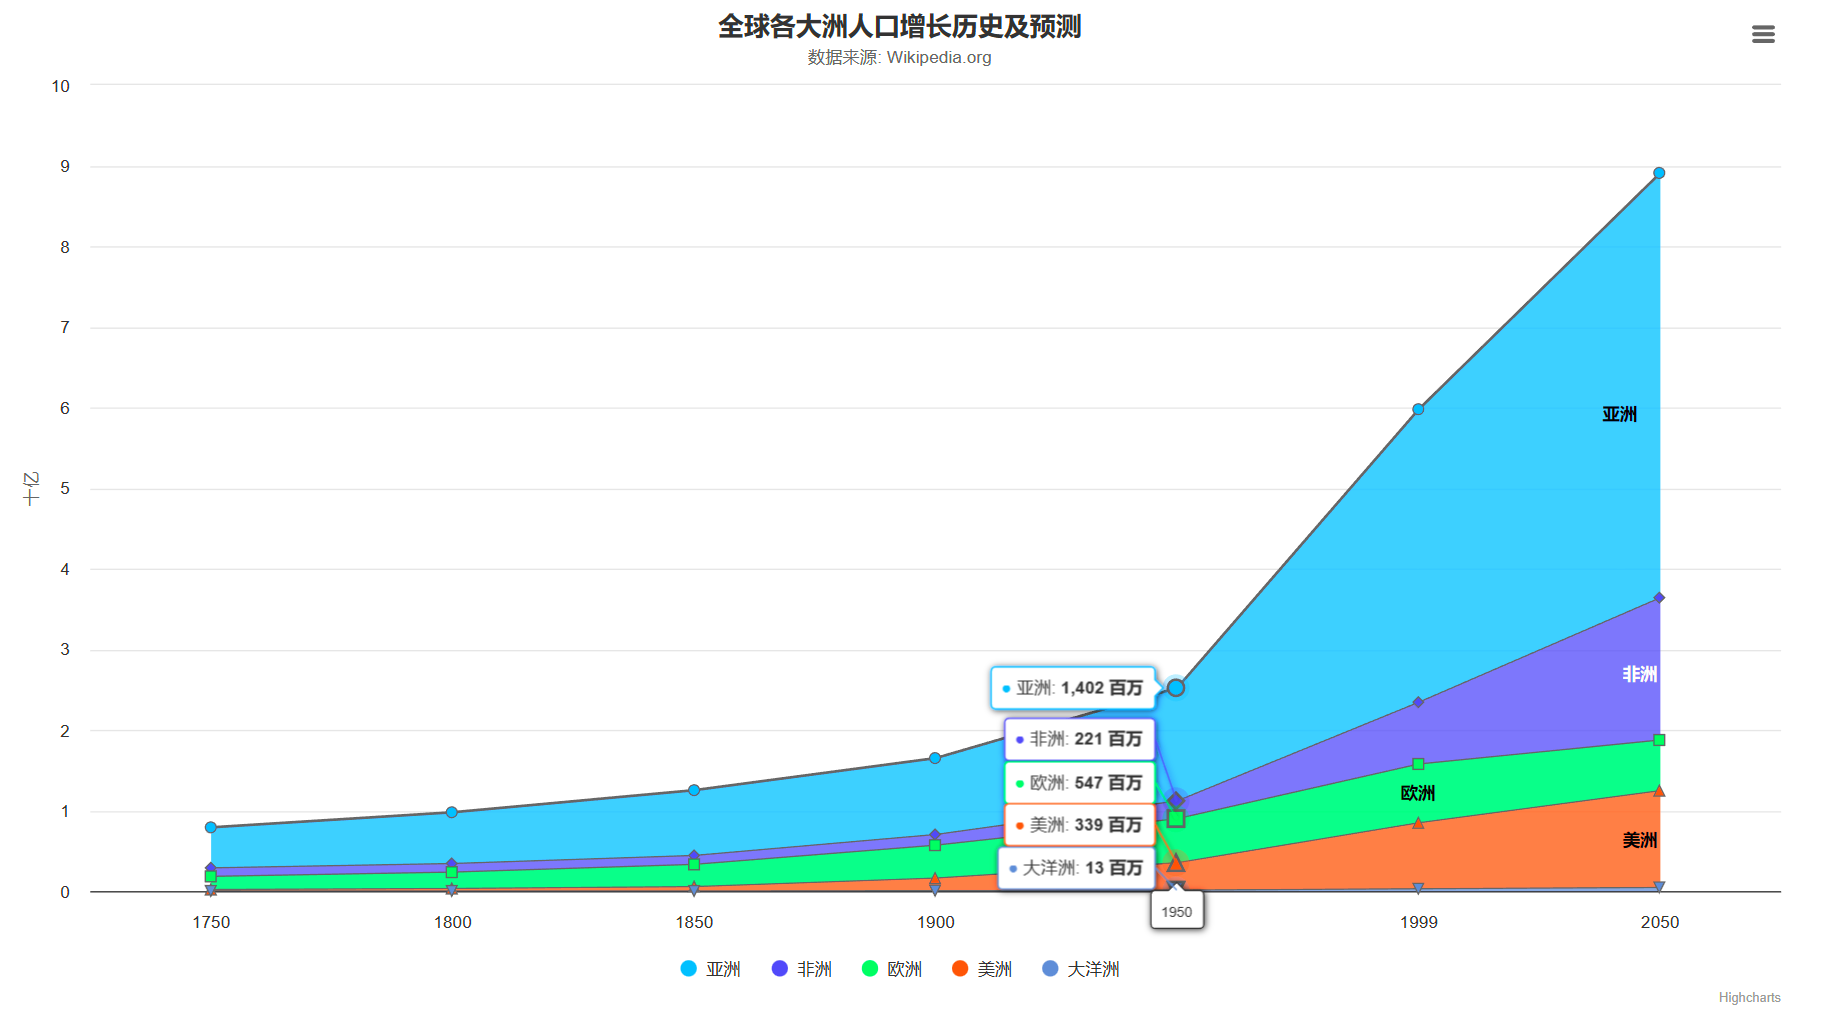 全球各大洲人口增长历史及预测
数据来源: Wikipedia.org
10
9
8
7
6
5
4
3
2
1
0
十亿
亚洲
非洲
欧洲
美洲
亚洲: 1,402 百万
非洲: 221 百万
欧洲: 547 百万
美洲: 339 百万
大洋洲: 13 百万
1750
1800
1850
1900
1950
1999
2050
亚洲
非洲
欧洲
美洲
大洋洲
Highcharts